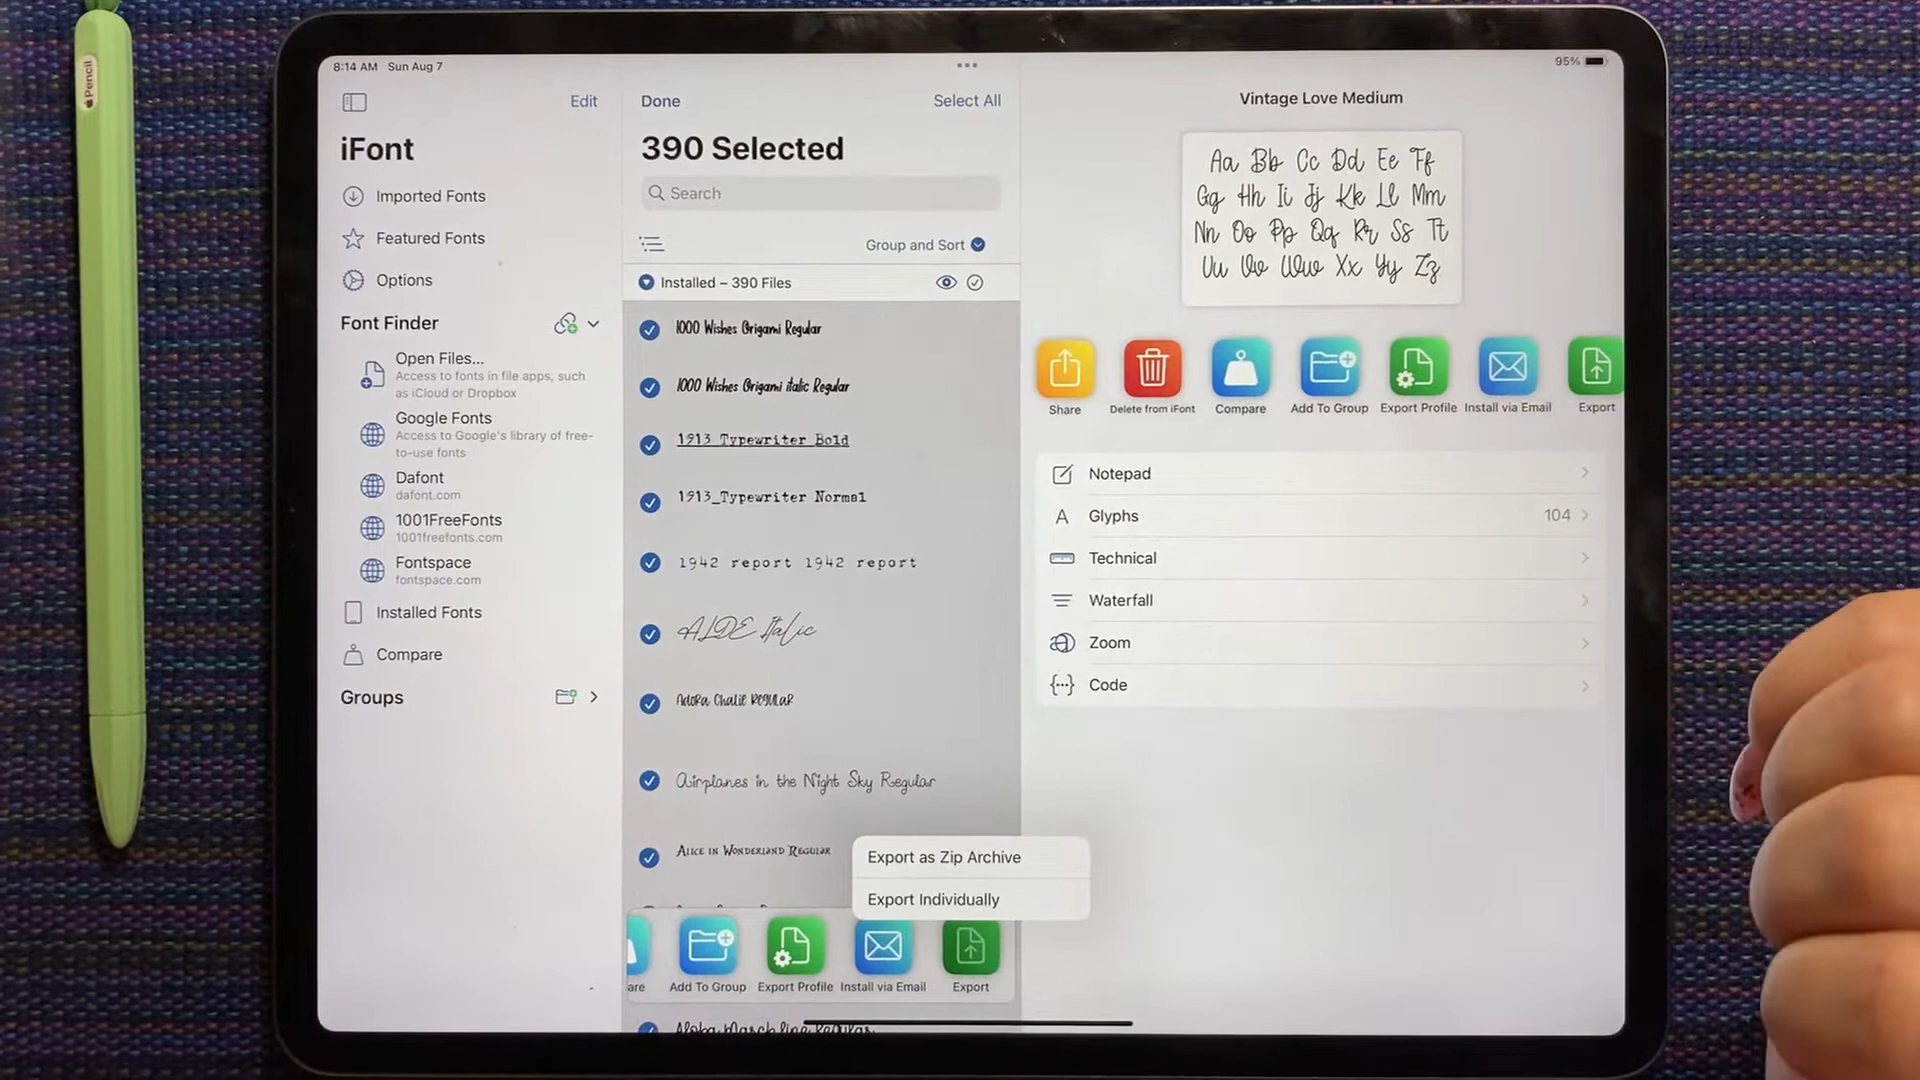 Pencil
8:14 AM Sun Aug 7
95%
Edit
iFont
Imported Fonts
Featured Fonts
Options
Font Finder
Open Files...
Access to fonts in file apps, such
as iCloud or Dropbox
Google Fonts
Access to Google's library of free-
to-use fonts
Dafont
dafont.com
1001FreeFonts
1001freefonts.com
Fontspace
fontspace.com
Installed Fonts
Compare
Groups
Done
Select All
390 Selected
Search
Group and Sort
Installed – 390 Files
1000 Wishes Origami Regular
1000 Wishes Origami italic Regular
1913_Typewriter Bold
1913_Typewriter Normal
1942 report 1942 report
ALDE Italic
Adora Chalie REGULAR
Airplanes in the Night Sky Regular
Alice in Wonderland Regular
Export as Zip Archive
Export Individually
are
Add To Group
Export Profile
Install via Email
Export
Vintage Love Medium
Aa Bb Cc Dd Ee Ff
Gg Hh Ii Jj Kk Ll Mm
Nn Oo Pp Qq Rr Ss Tt
Uu Vv Ww Xx Yy Zz
Share
Delete from iFont
Compare
Add To Group
Export Profile
Install via Email
Export
Notepad
Glyphs 104
Technical
Waterfall
Zoom
Code